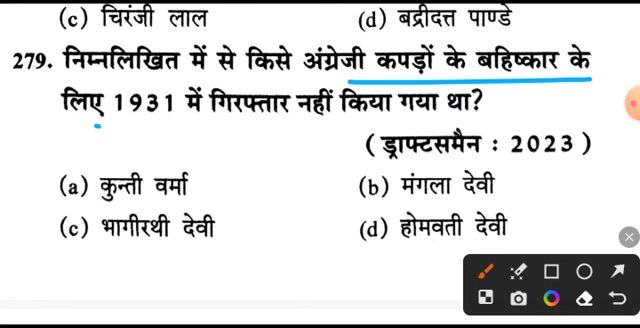 (c) चिरंजी लाल (d) बद्रीदत्त पाण्डे
279. निम्नलिखित में से किसे अंग्रेजी कपड़ों के बहिष्कार के
लिए 1931 में गिरफ्तार नहीं किया गया था?
(ड्राफ्टसमैन : 2023)
(a) कुन्ती वर्मा (b) मंगला देवी
(c) भागीरथी देवी (d) होमवती देवी